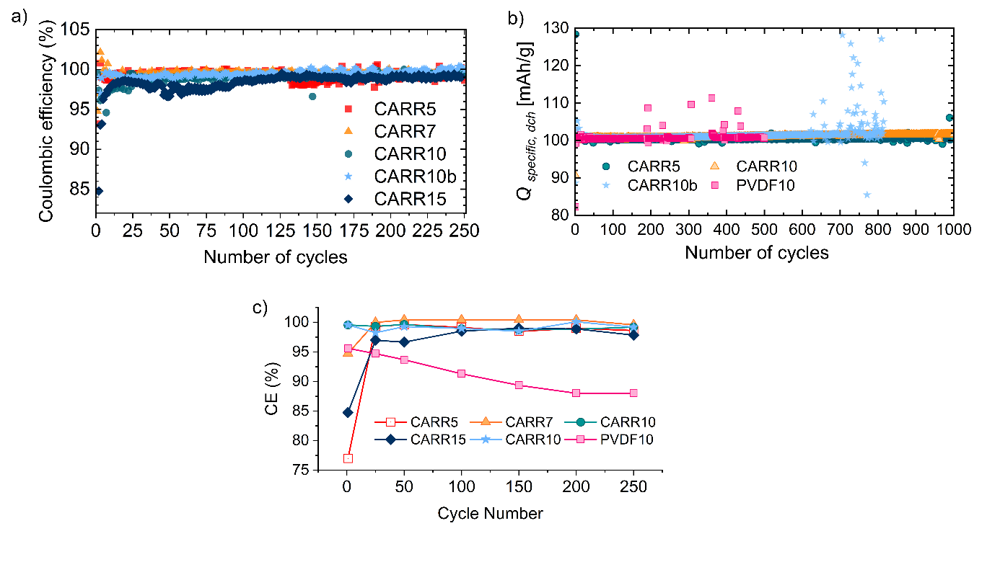 a)
Coulombic efficiency (%)
105
100
95
90
85
0 25 50 75 100 125 150 175 200 225 250
Number of cycles
CARR5
CARR7
CARR10
CARR10b
CARR15
b)
Q specific, dch [mAh/g]
130
120
110
100
90
80
0 100 200 300 400 500 600 700 800 900 1000
Number of cycles
CARR5 CARR10
CARR10b PVDF10
c)
CE (%)
100
95
90
85
80
75
0 50 100 150 200 250
Cycle Number
CARR5 CARR7 CARR10
CARR15 CARR10 PVDF10